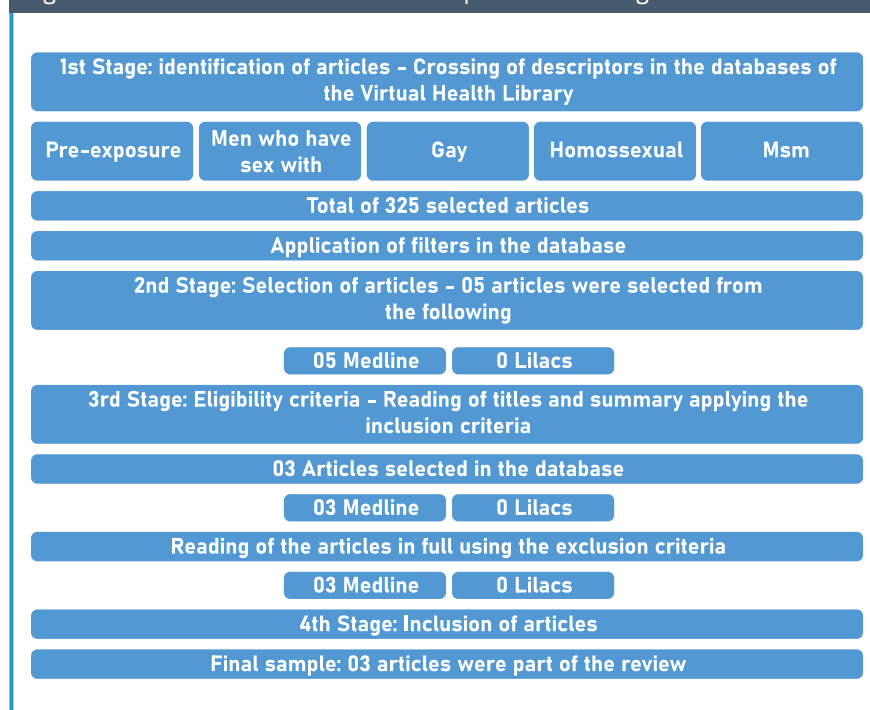 1st Stage: identification of articles - Crossing of descriptors in the databases of
the Virtual Health Library
Pre-exposure
Men who have
sex with
Gay
Homossexual
Msm
Total of 325 selected articles
Application of filters in the database
2nd Stage: Selection of articles - 05 articles were selected from
the following
05 Medline
0 Lilacs
3rd Stage: Eligibility criteria - Reading of titles and summary applying the
inclusion criteria
03 Articles selected in the database
03 Medline
0 Lilacs
Reading of the articles in full using the exclusion criteria
03 Medline
0 Lilacs
4th Stage: Inclusion of articles
Final sample: 03 articles were part of the review